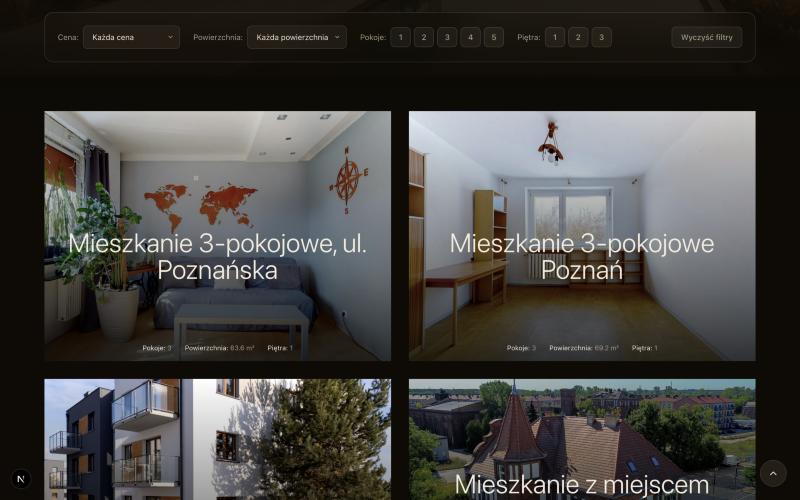 Cena: Każda cena Powierzchnia: Każda powierzchnia Pokoje: 1 2 3 4 5 Piętra: 1 2 3 Wyczyść filtry
N
W E
S
Mieszkanie 3-pokojowe, ul.
Poznańska
Pokoje: 3 Powierzchnia: 63.6 m² Piętra: 1
Mieszkanie 3-pokojowe
Poznań
Pokoje: 3 Powierzchnia: 69.2 m² Piętra: 1
Mieszkanie z miejscem
N